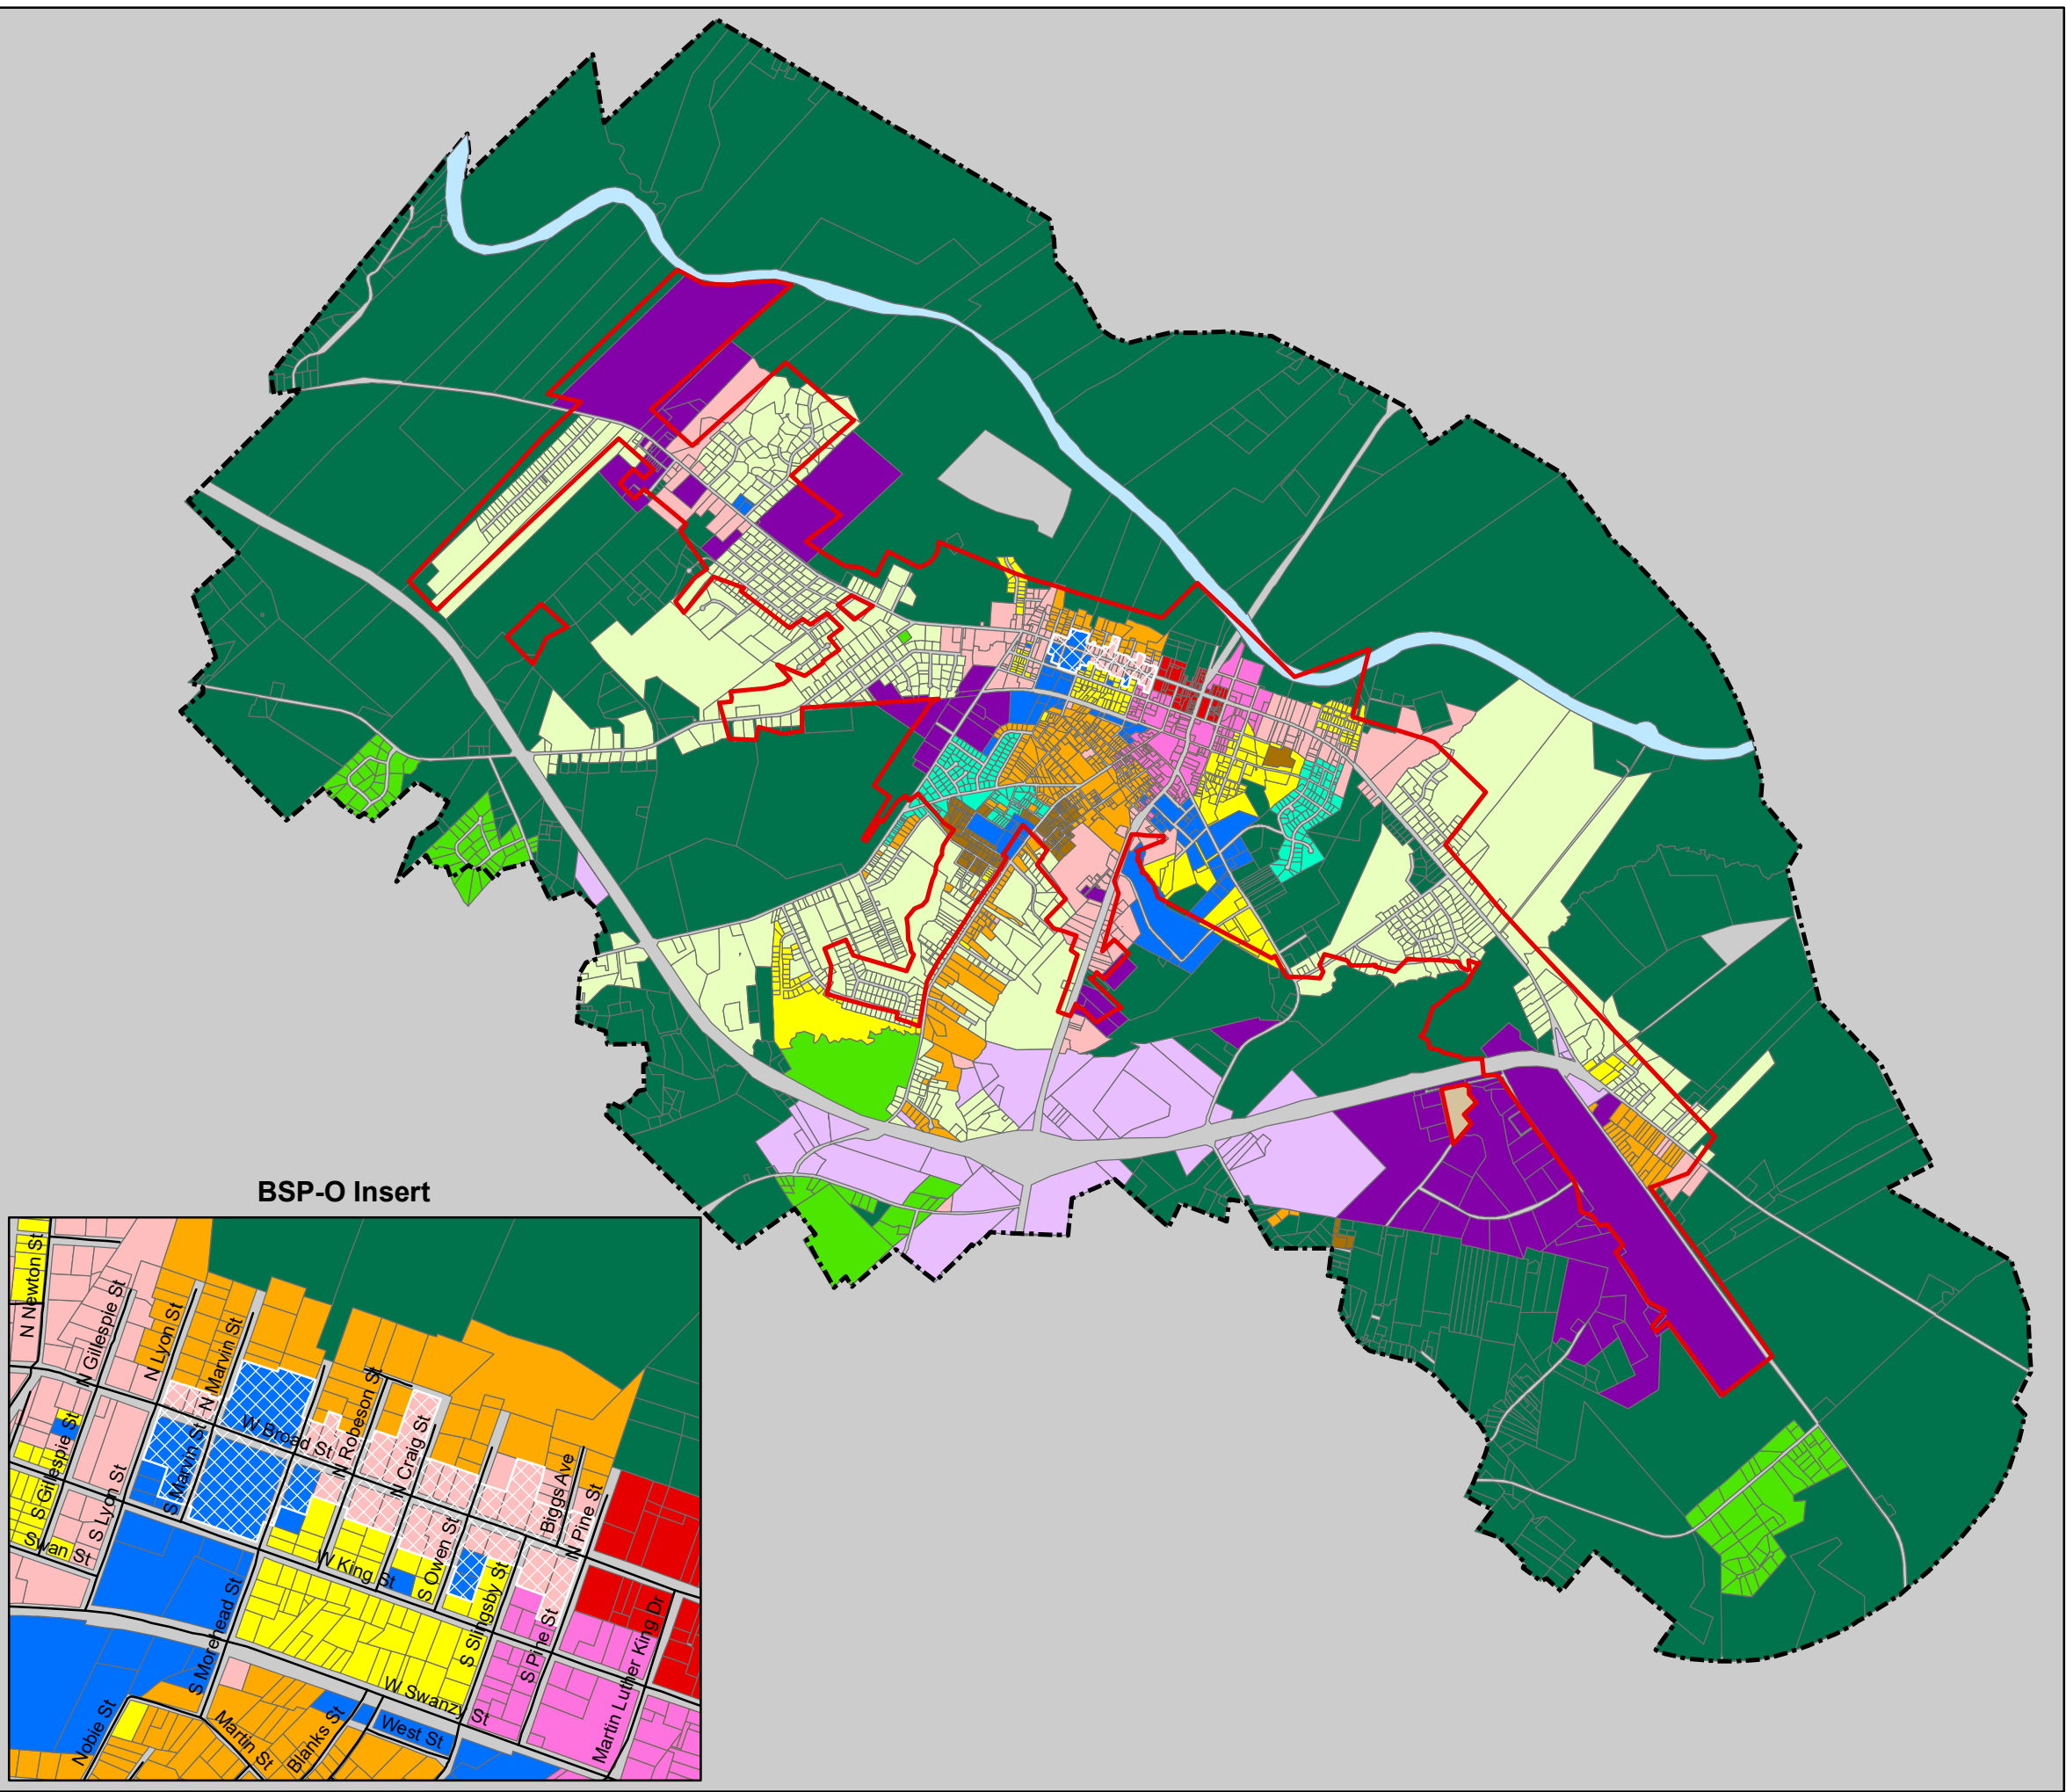 BSP-O Insert
N Newton St
N Gillespie St
N Lyon St
N Marvin St
W Broad St
N Robeson St
N Craig St
Biggs Ave
N Pine St
S Gillespie St
S Lyon St
S Marvin St
Swan St
W King St
S Owen St
S Slingsby St
S Pine St
Martin Luther King Dr
S Morehead St
W Swanzy St
Nobie St
Martin St
Blanks St
West St